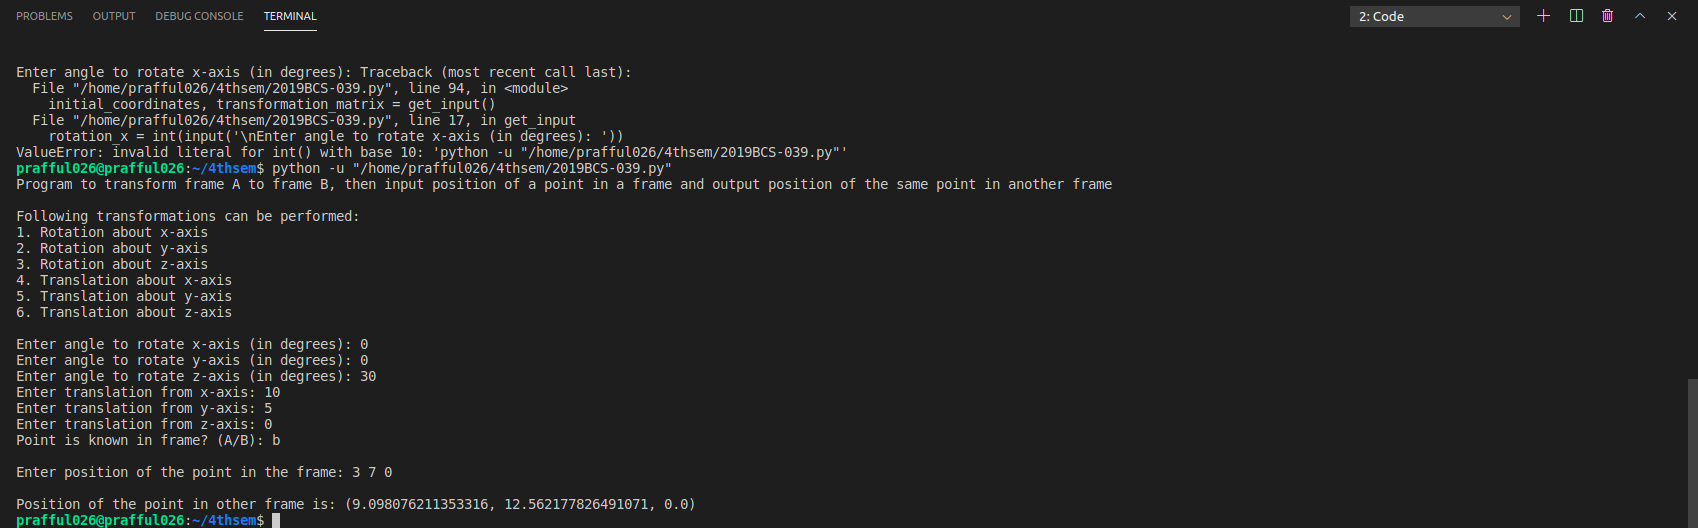 PROBLEMS OUTPUT DEBUG CONSOLE TERMINAL 2: Code
Enter angle to rotate x-axis (in degrees): Traceback (most recent call last):
  File "/home/prafful026/4thsem/2019BCS-039.py", line 94, in <module>
    initial_coordinates, transformation_matrix = get_input()
  File "/home/prafful026/4thsem/2019BCS-039.py", line 17, in get_input
    rotation_x = int(input('\nEnter angle to rotate x-axis (in degrees): '))
ValueError: invalid literal for int() with base 10: 'python -u "/home/prafful026/4thsem/2019BCS-039.py"'
prafful026@prafful026:~/4thsem$ python -u "/home/prafful026/4thsem/2019BCS-039.py"
Program to transform frame A to frame B, then input position of a point in a frame and output position of the same point in another frame
Following transformations can be performed:
1. Rotation about x-axis
2. Rotation about y-axis
3. Rotation about z-axis
4. Translation about x-axis
5. Translation about y-axis
6. Translation about z-axis
Enter angle to rotate x-axis (in degrees): 0
Enter angle to rotate y-axis (in degrees): 0
Enter angle to rotate z-axis (in degrees): 30
Enter translation from x-axis: 10
Enter translation from y-axis: 5
Enter translation from z-axis: 0
Point is known in frame? (A/B): b
Enter position of the point in the frame: 3 7 0
Position of the point in other frame is: (9.098076211353316, 12.562177826491071, 0.0)
prafful026@prafful026:~/4thsem$